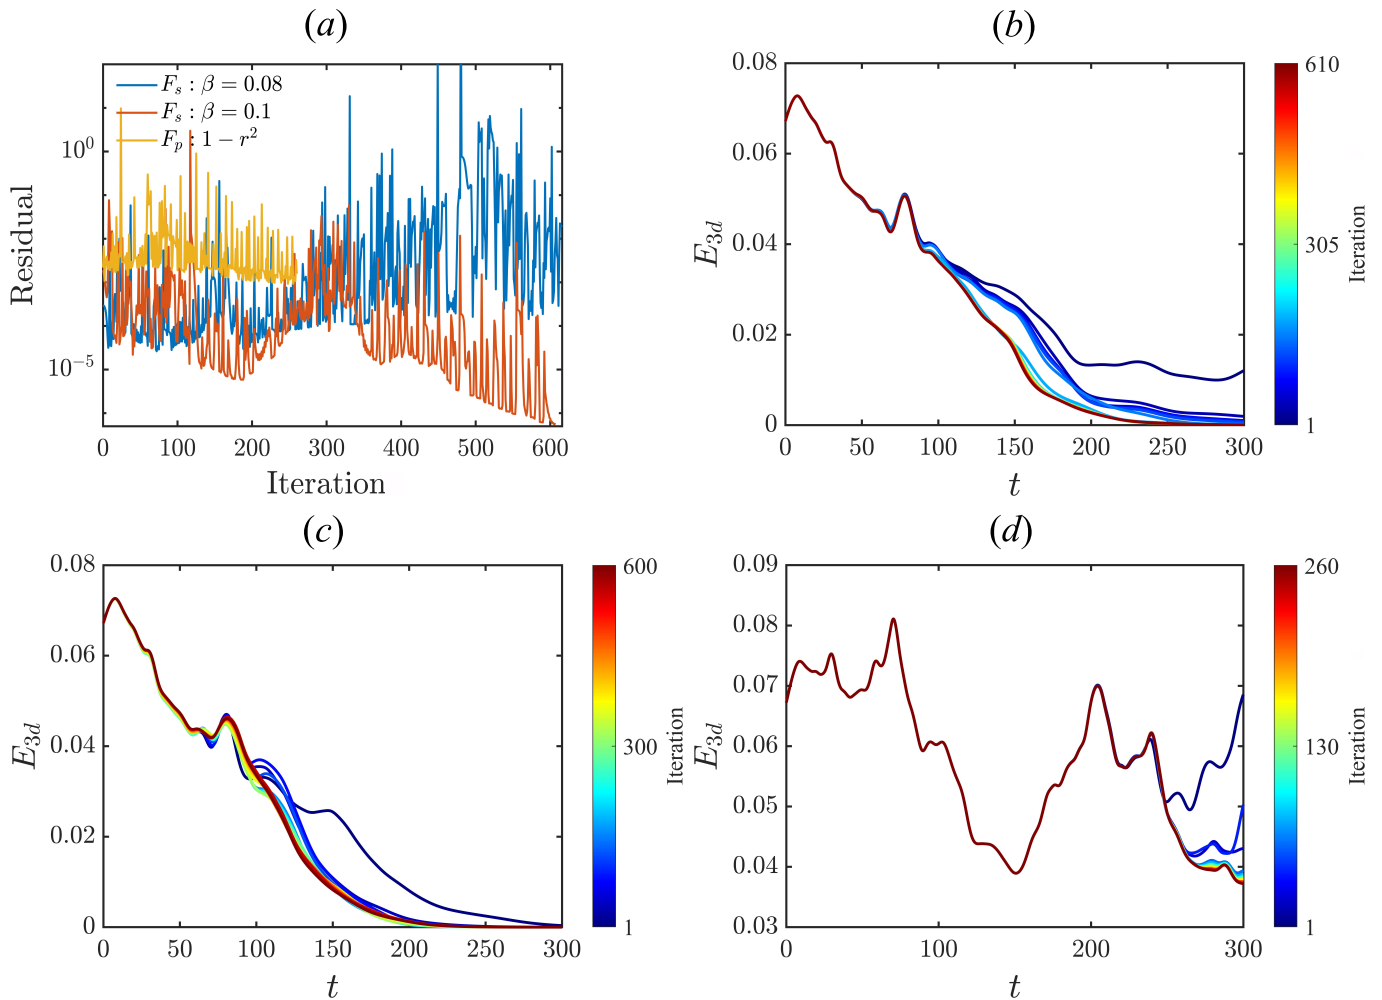 (a)
F_s : β = 0.08
F_s : β = 0.1
F_p : 1 − r²
10⁰
10⁻⁵
Residual
0 100 200 300 400 500 600
Iteration
(b)
0.08
0.06
0.04
0.02
0
E_3d
0 50 100 150 200 250 300
t
610
305
1
Iteration
(c)
0.08
0.06
0.04
0.02
0
E_3d
0 50 100 150 200 250 300
t
600
300
1
Iteration
(d)
0.09
0.08
0.07
0.06
0.05
0.04
0.03
E_3d
0 100 200 300
t
260
130
1
Iteration